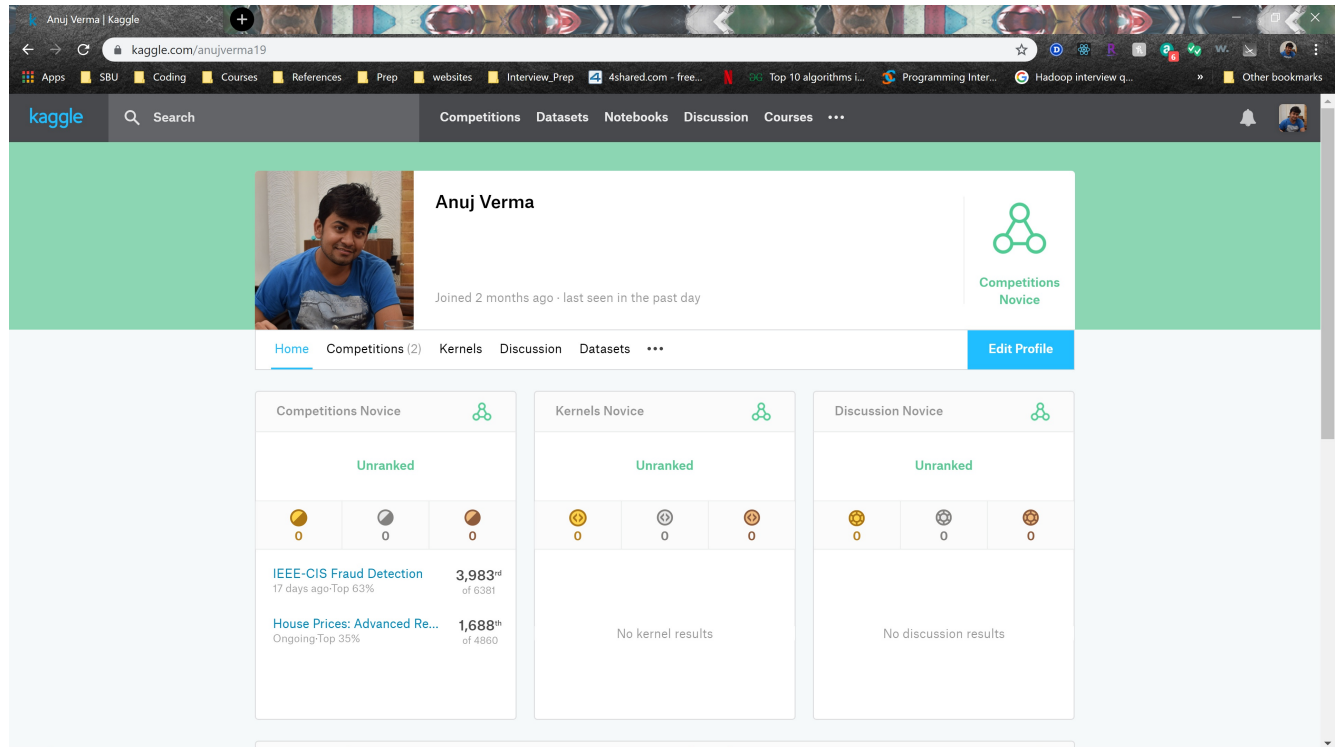 Anuj Verma | Kaggle
kaggle.com/anujverma19
Apps SBU Coding Courses References Prep websites Interview_Prep 4shared.com - free... Top 10 algorithms i... Programming Inter... Hadoop interview q... » Other bookmarks
kaggle Search Competitions Datasets Notebooks Discussion Courses
Anuj Verma
Joined 2 months ago · last seen in the past day
Competitions
Novice
Home Competitions (2) Kernels Discussion Datasets Edit Profile
Competitions Novice Kernels Novice Discussion Novice
Unranked Unranked Unranked
0 0 0 0 0 0 0 0 0
IEEE-CIS Fraud Detection 3,983rd
17 days ago·Top 63% of 6381
House Prices: Advanced Re... 1,688th
Ongoing·Top 35% of 4860
No kernel results No discussion results